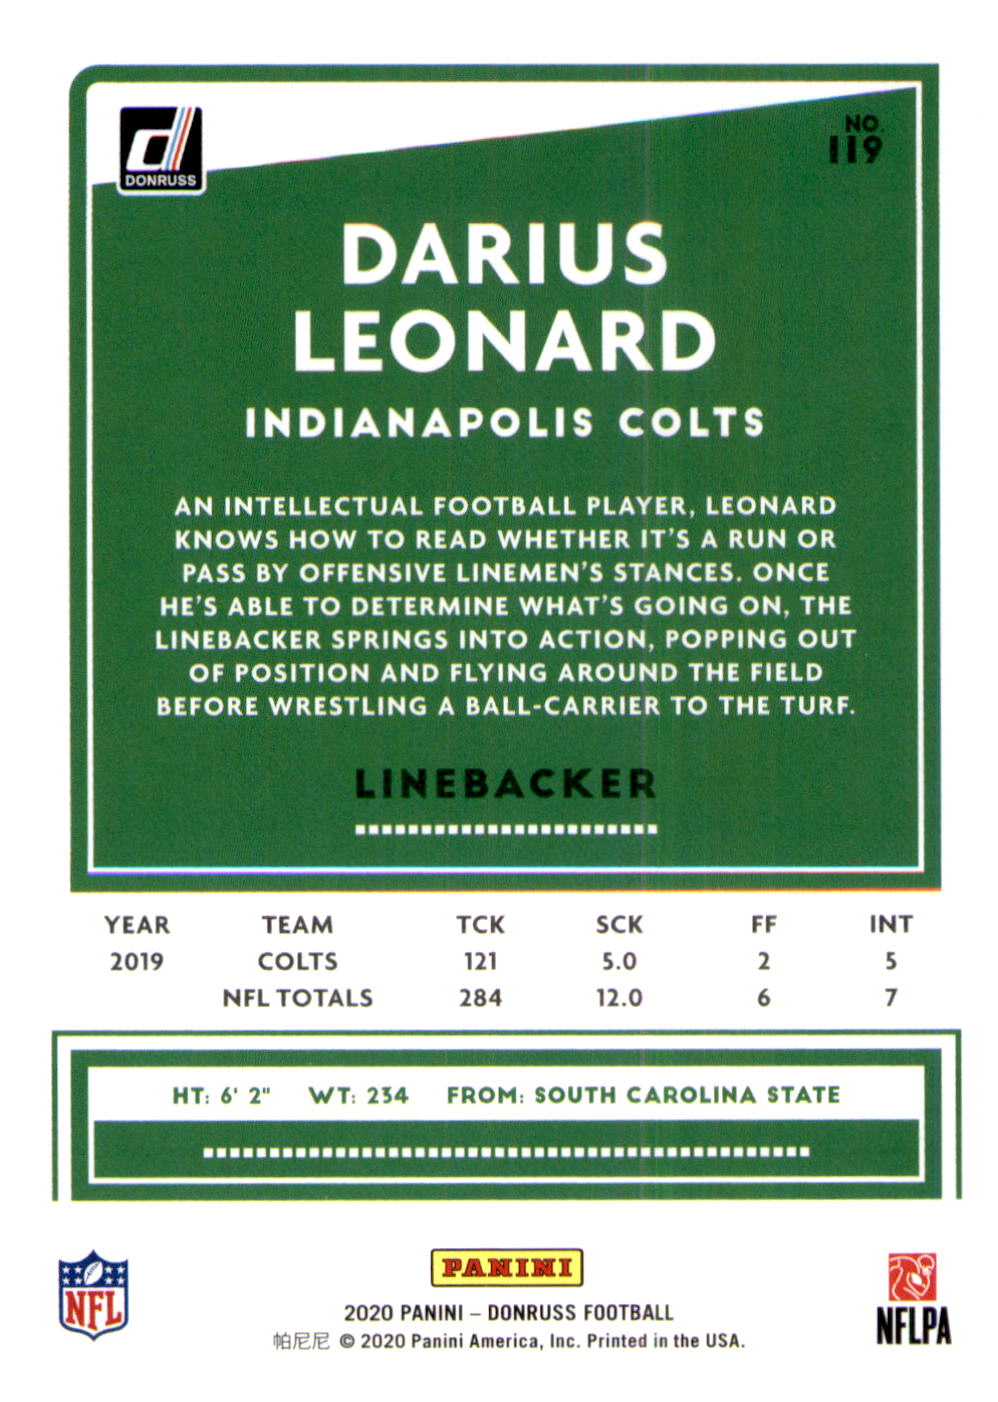 DONRUSS
NO.
119
DARIUS
LEONARD
INDIANAPOLIS COLTS
AN INTELLECTUAL FOOTBALL PLAYER, LEONARD
KNOWS HOW TO READ WHETHER IT'S A RUN OR
PASS BY OFFENSIVE LINEMEN'S STANCES. ONCE
HE'S ABLE TO DETERMINE WHAT'S GOING ON, THE
LINEBACKER SPRINGS INTO ACTION, POPPING OUT
OF POSITION AND FLYING AROUND THE FIELD
BEFORE WRESTLING A BALL-CARRIER TO THE TURF.
LINEBACKER
YEAR TEAM TCK SCK FF INT
2019 COLTS 121 5.0 2 5
NFL TOTALS 284 12.0 6 7
HT: 6' 2" WT: 234 FROM: SOUTH CAROLINA STATE
NFL
PANINI
NFLPA
2020 PANINI – DONRUSS FOOTBALL
帕尼尼 © 2020 Panini America, Inc. Printed in the USA.